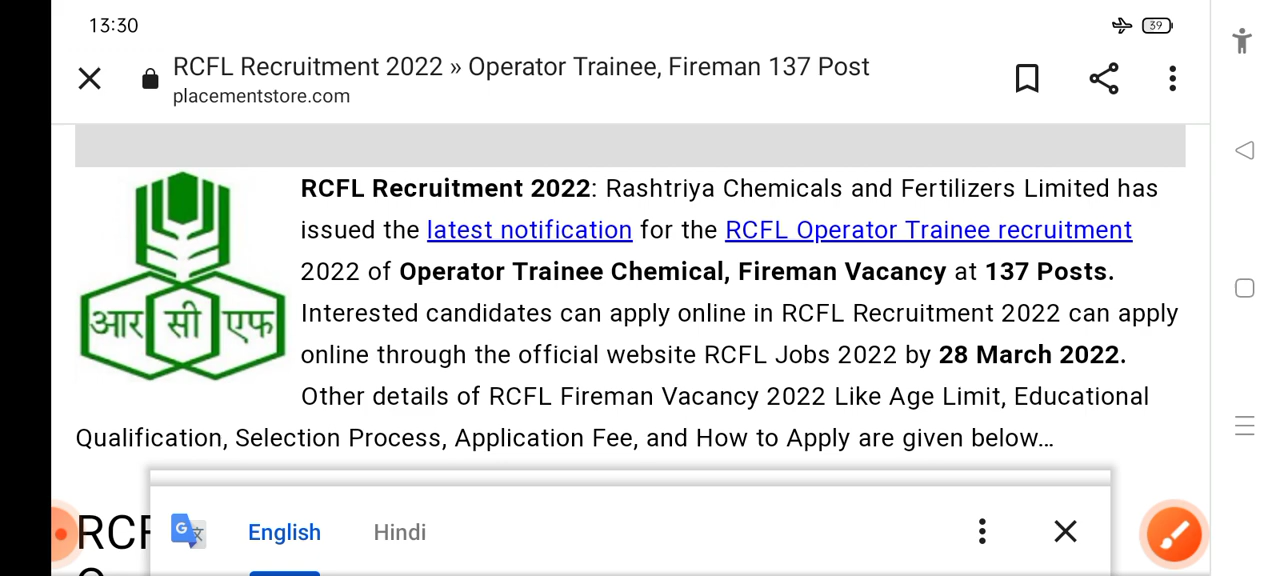 13:30
39
RCFL Recruitment 2022 » Operator Trainee, Fireman 137 Post
placementstore.com
RCFL Recruitment 2022: Rashtriya Chemicals and Fertilizers Limited has
issued the latest notification for the RCFL Operator Trainee recruitment
2022 of Operator Trainee Chemical, Fireman Vacancy at 137 Posts.
Interested candidates can apply online in RCFL Recruitment 2022 can apply
online through the official website RCFL Jobs 2022 by 28 March 2022.
Other details of RCFL Fireman Vacancy 2022 Like Age Limit, Educational
Qualification, Selection Process, Application Fee, and How to Apply are given below...
आर सी एफ
English Hindi